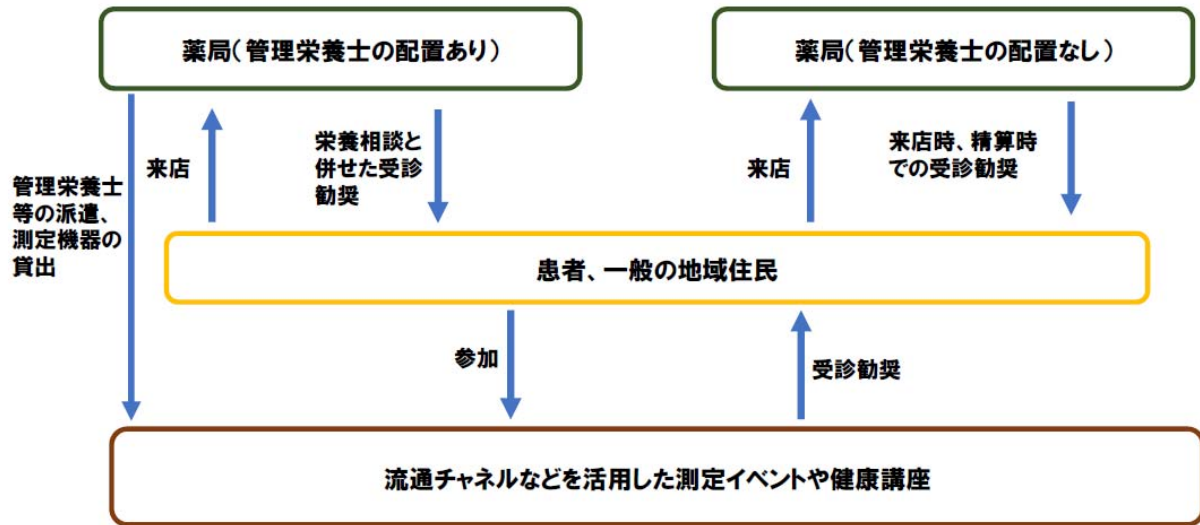 薬局(管理栄養士の配置あり)
薬局(管理栄養士の配置なし)
管理栄養士
等の派遣、
測定機器の
貸出
来店
栄養相談と
併せた受診
勧奨
来店
来店時、精算時
での受診勧奨
患者、一般の地域住民
参加
受診勧奨
流通チャネルなどを活用した測定イベントや健康講座